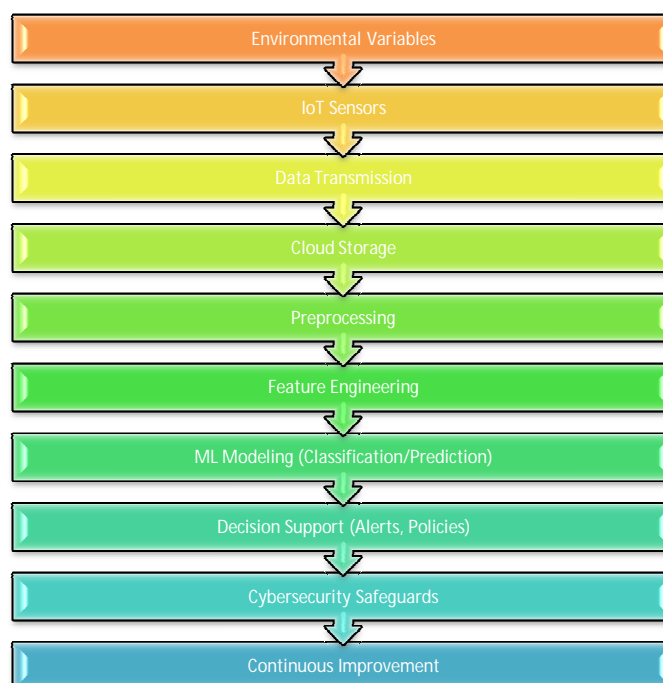 Environmental Variables
IoT Sensors
Data Transmission
Cloud Storage
Preprocessing
Feature Engineering
ML Modeling (Classification/Prediction)
Decision Support (Alerts, Policies)
Cybersecurity Safeguards
Continuous Improvement